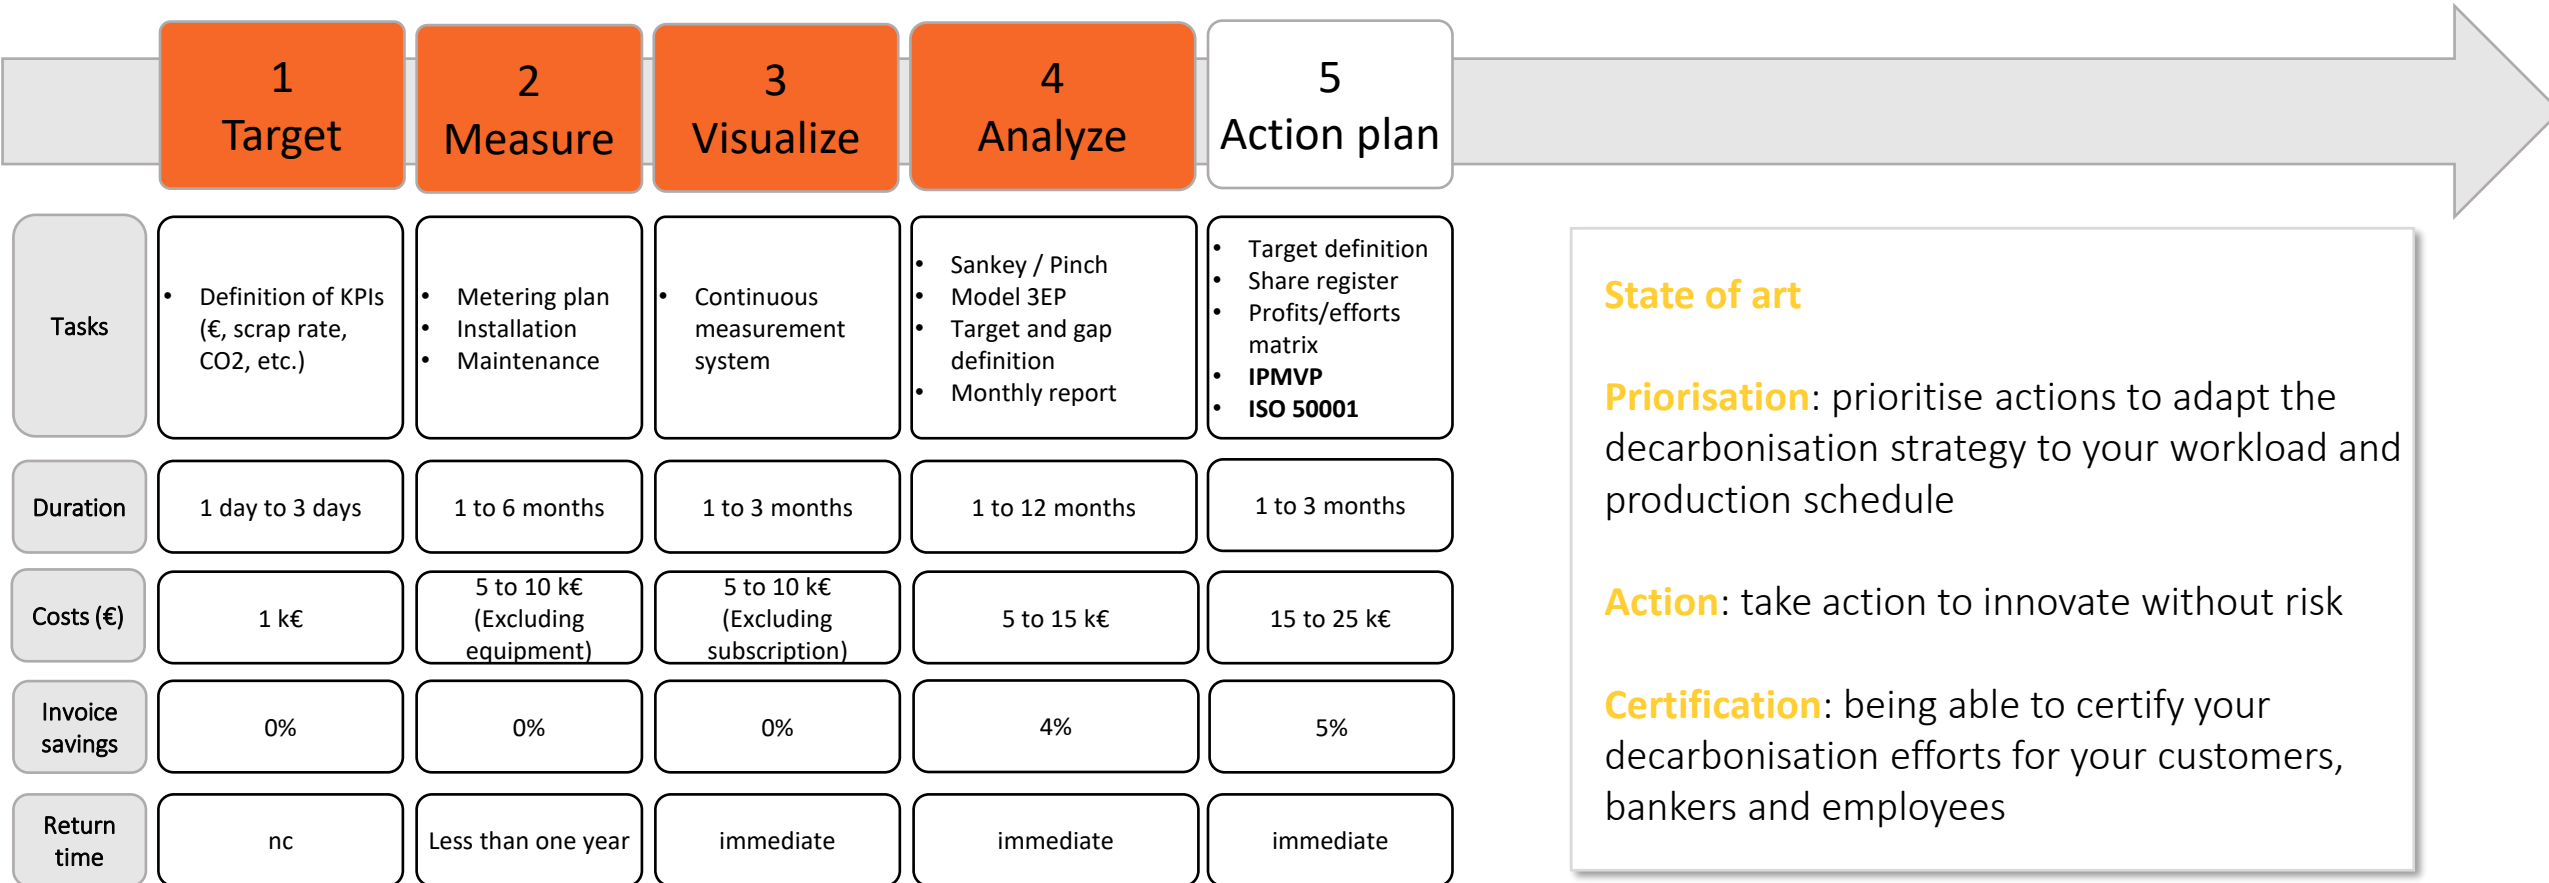 1
Target
2
Measure
3
Visualize
4
Analyze
5
Action plan
Tasks
• Definition of KPIs
(€, scrap rate,
CO2, etc.)
• Metering plan
• Installation
• Maintenance
• Continuous
measurement
system
• Sankey / Pinch
• Model 3EP
• Target and gap
definition
• Monthly report
• Target definition
• Share register
• Profits/efforts
matrix
• IPMVP
• ISO 50001
Duration
1 day to 3 days
1 to 6 months
1 to 3 months
1 to 12 months
1 to 3 months
Costs (€)
1 k€
5 to 10 k€
(Excluding
equipment)
5 to 10 k€
(Excluding
subscription)
5 to 15 k€
15 to 25 k€
Invoice
savings
0%
0%
0%
4%
5%
Return
time
nc
Less than one year
immediate
immediate
immediate
State of art
Priorisation: prioritise actions to adapt the
decarbonisation strategy to your workload and
production schedule
Action: take action to innovate without risk
Certification: being able to certify your
decarbonisation efforts for your customers,
bankers and employees